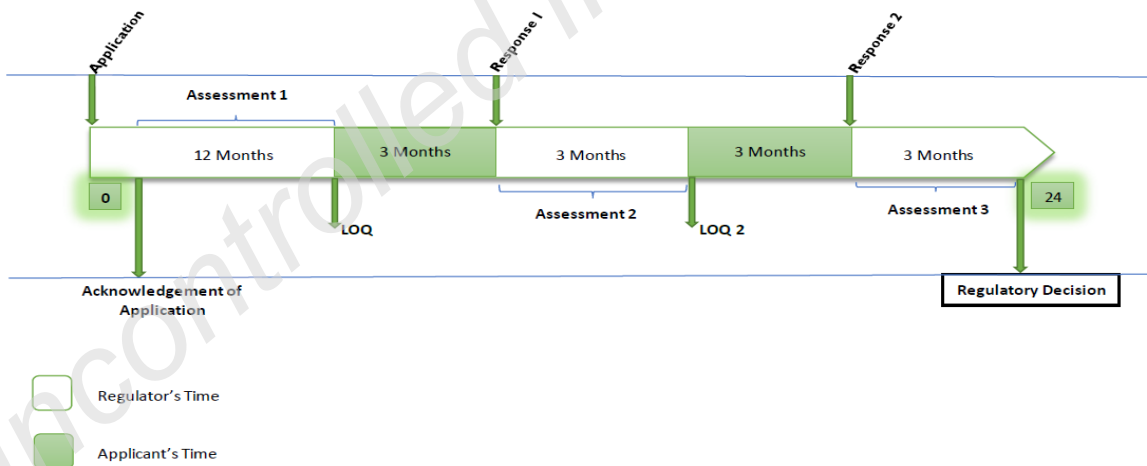 Application
Response 1
Response 2
Assessment 1
12 Months
3 Months
3 Months
3 Months
3 Months
0
24
LOQ
Assessment 2
LOQ 2
Assessment 3
Acknowledgement of
Application
Regulatory Decision
Regulator's Time
Applicant's Time